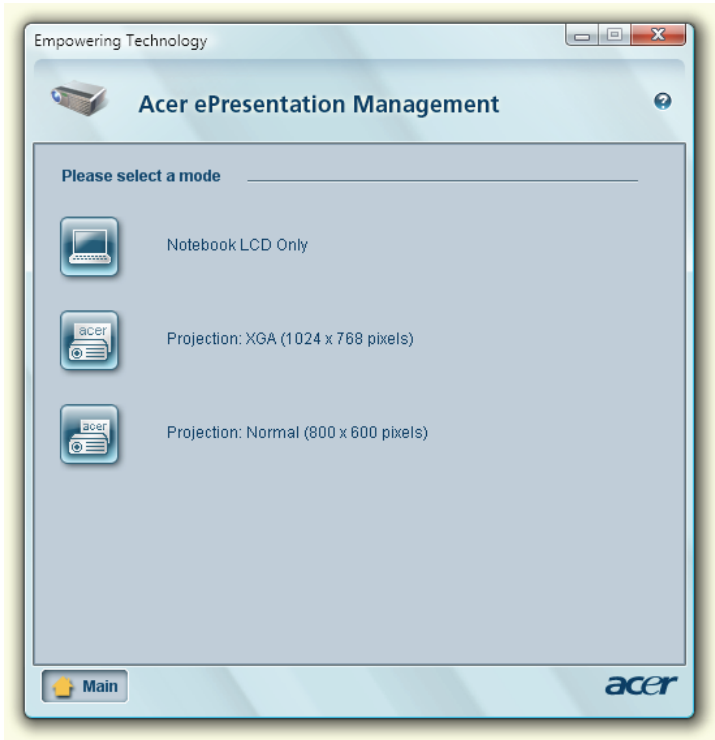 Empowering Technology
Acer ePresentation Management
Please select a mode
Notebook LCD Only
acer
Projection: XGA (1024 x 768 pixels)
acer
Projection: Normal (800 x 600 pixels)
Main
acer